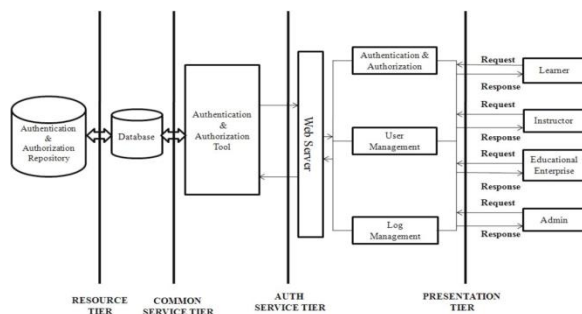 Authentication
&
Authorization
Repository
Database
Authentication
&
Authorization
Tool
Web Server
Authentication &
Authorization
User
Management
Log
Management
Request
Response
Learner
Request
Response
Instructor
Request
Response
Educational
Enterprise
Request
Response
Admin
RESOURCE
TIER
COMMON
SERVICE TIER
AUTH
SERVICE TIER
PRESENTATION
TIER